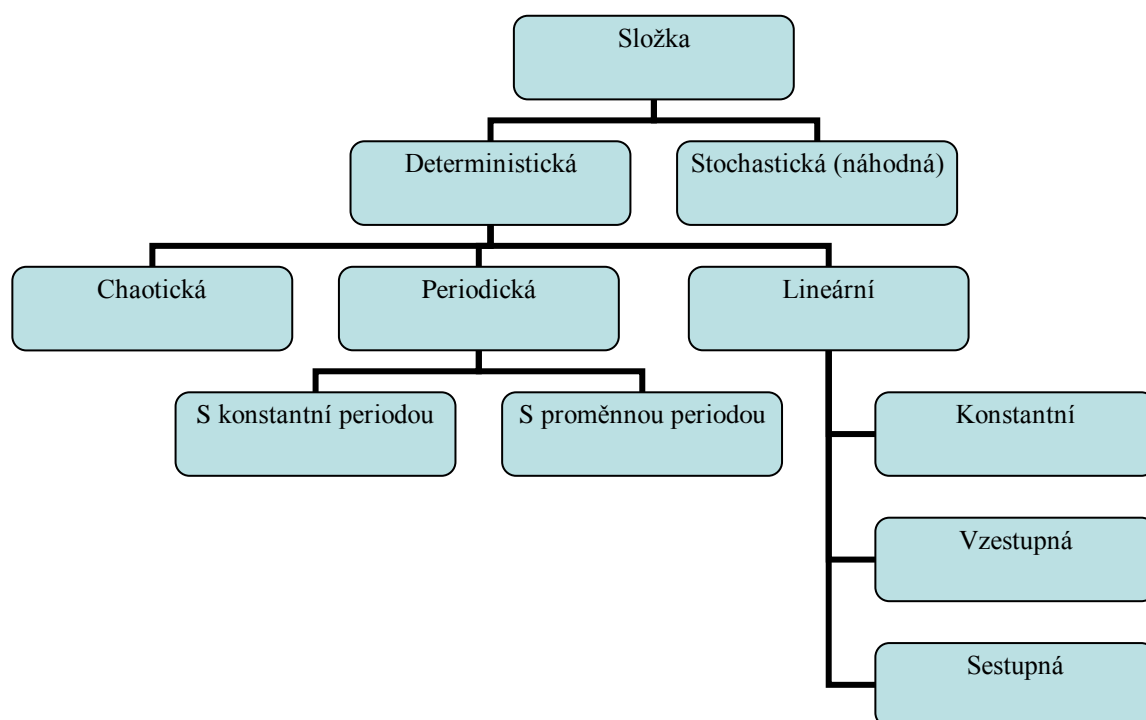 Složka
Deterministická
Stochastická (náhodná)
Chaotická
Periodická
Lineární
S konstantní periodou
S proměnnou periodou
Konstantní
Vzestupná
Sestupná